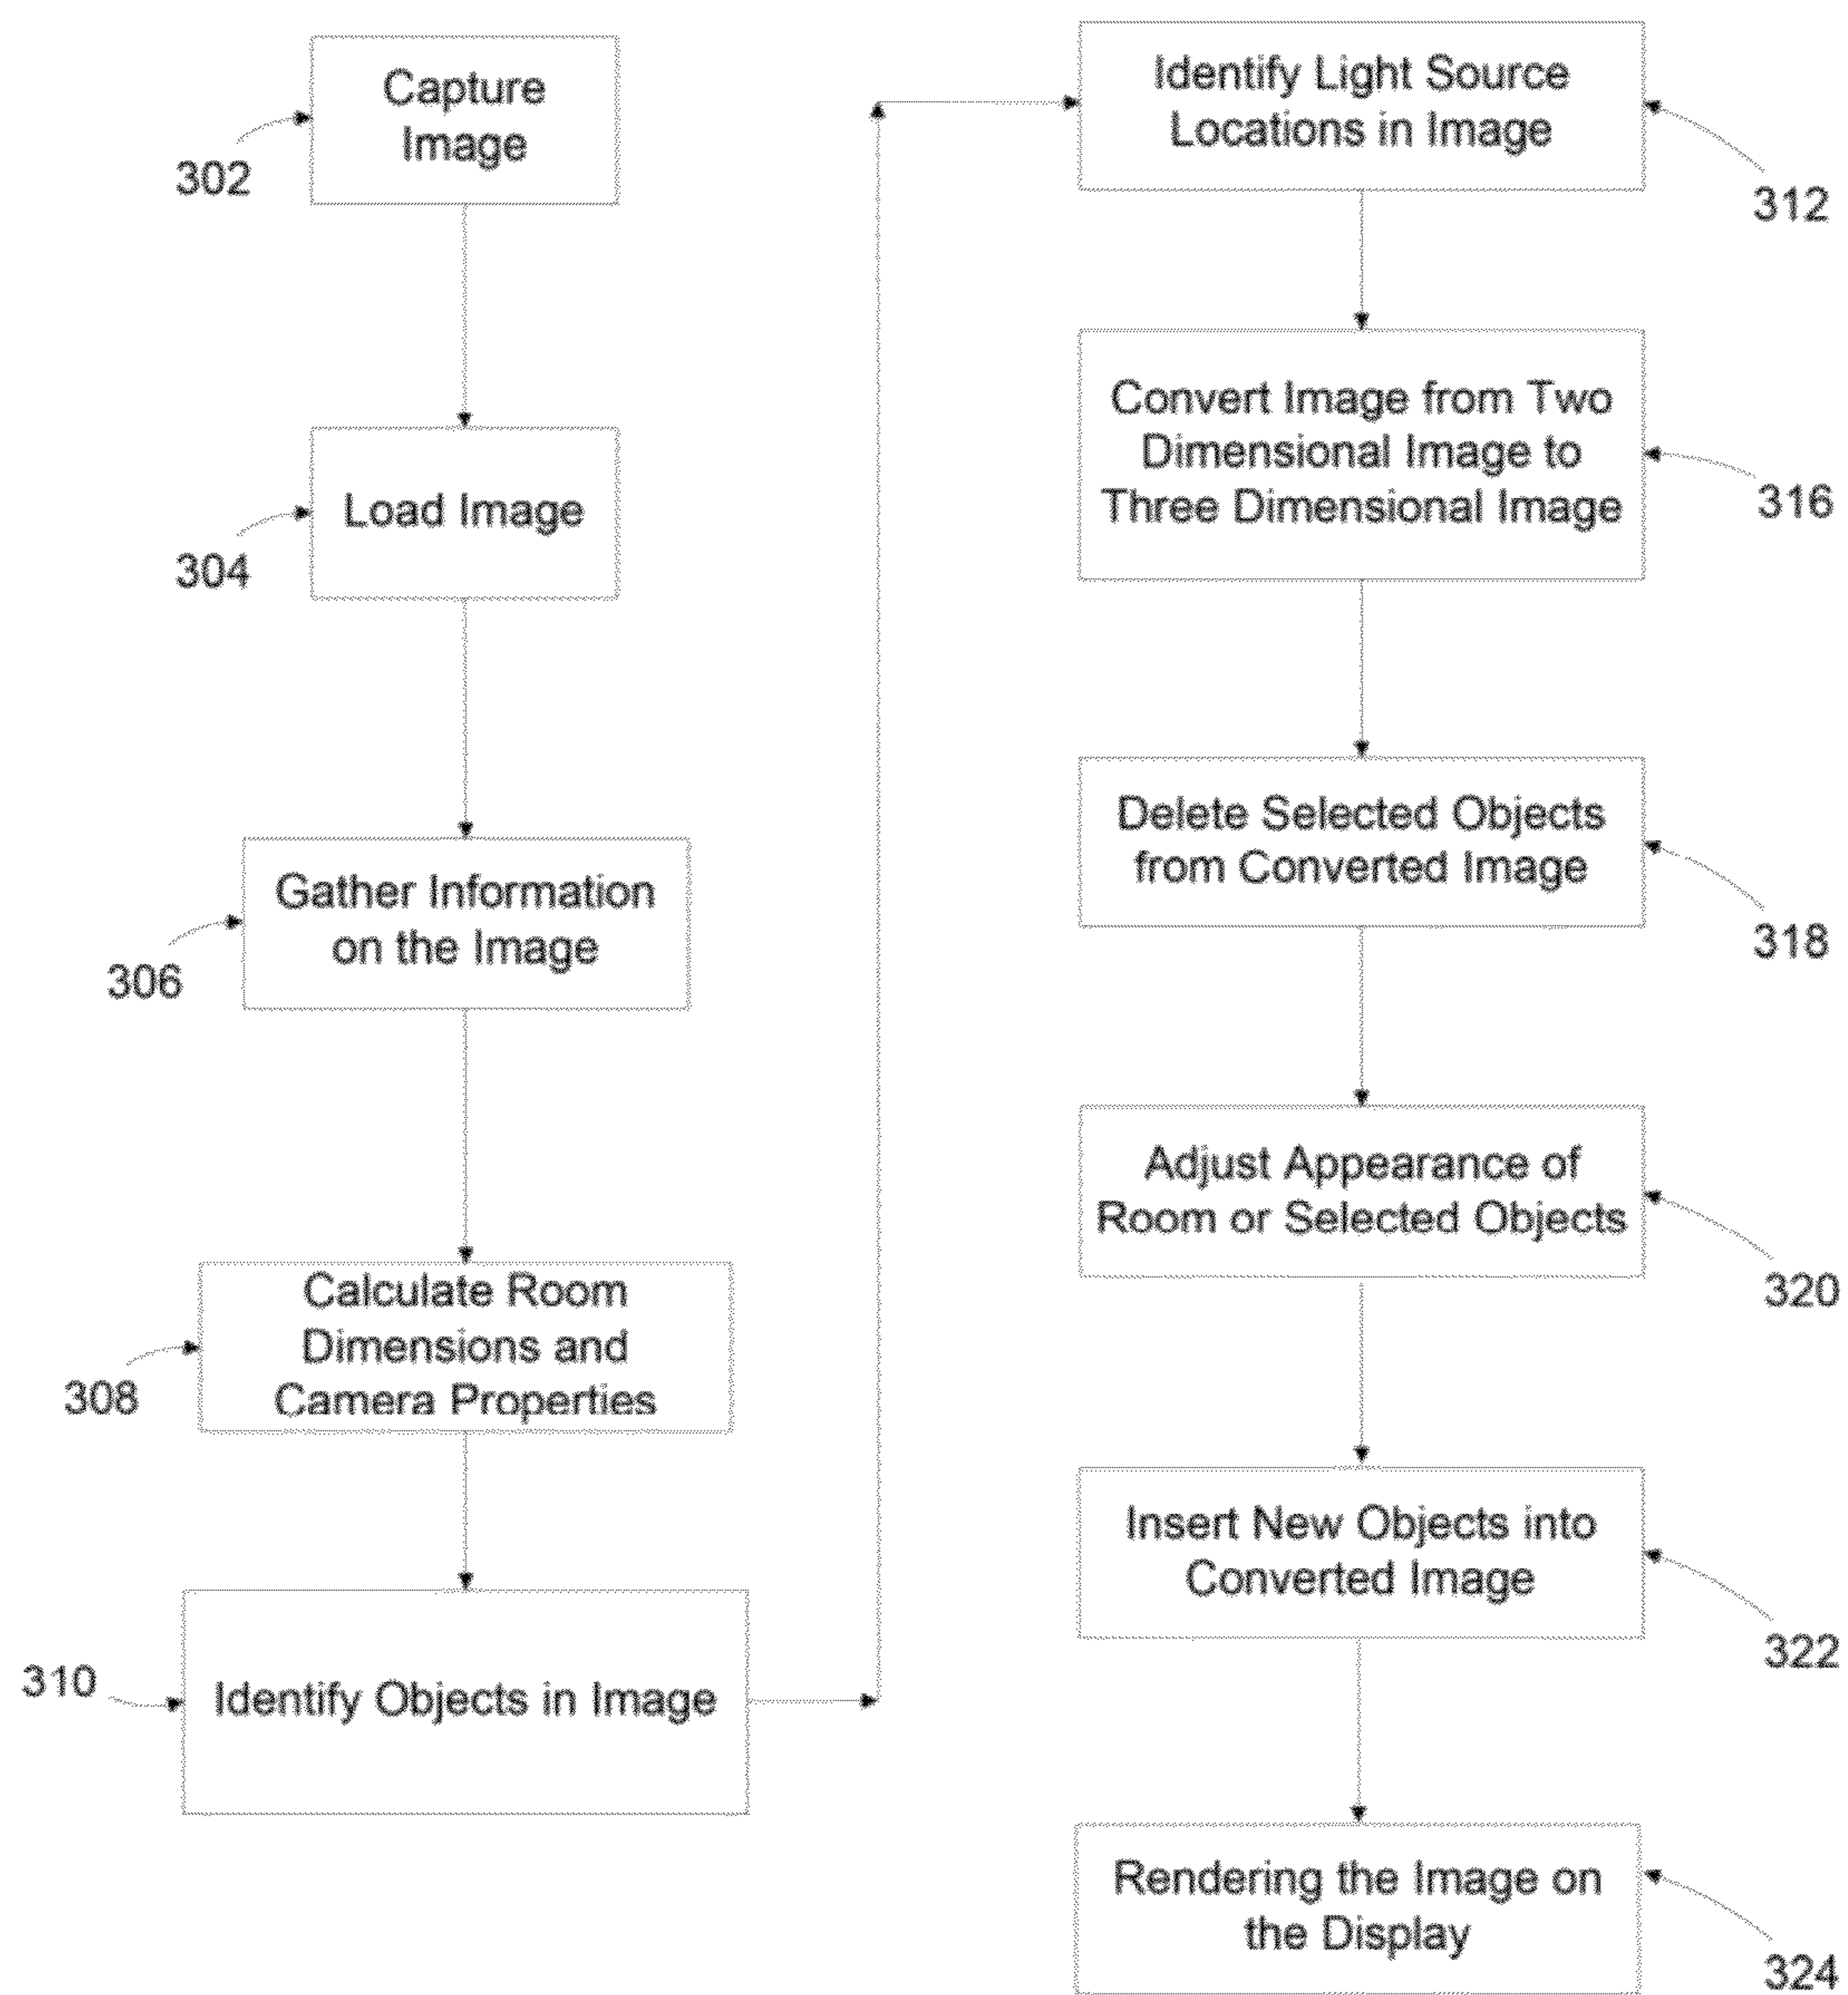 Capture
Image
302
Load Image
304
Gather Information
on the Image
306
Calculate Room
Dimensions and
Camera Properties
308
Identify Objects in Image
310
Identify Light Source
Locations in Image
312
Convert Image from Two
Dimensional Image to
Three Dimensional Image
316
Delete Selected Objects
from Converted Image
318
Adjust Appearance of
Room or Selected Objects
320
Insert New Objects into
Converted Image
322
Rendering the Image on
the Display
324